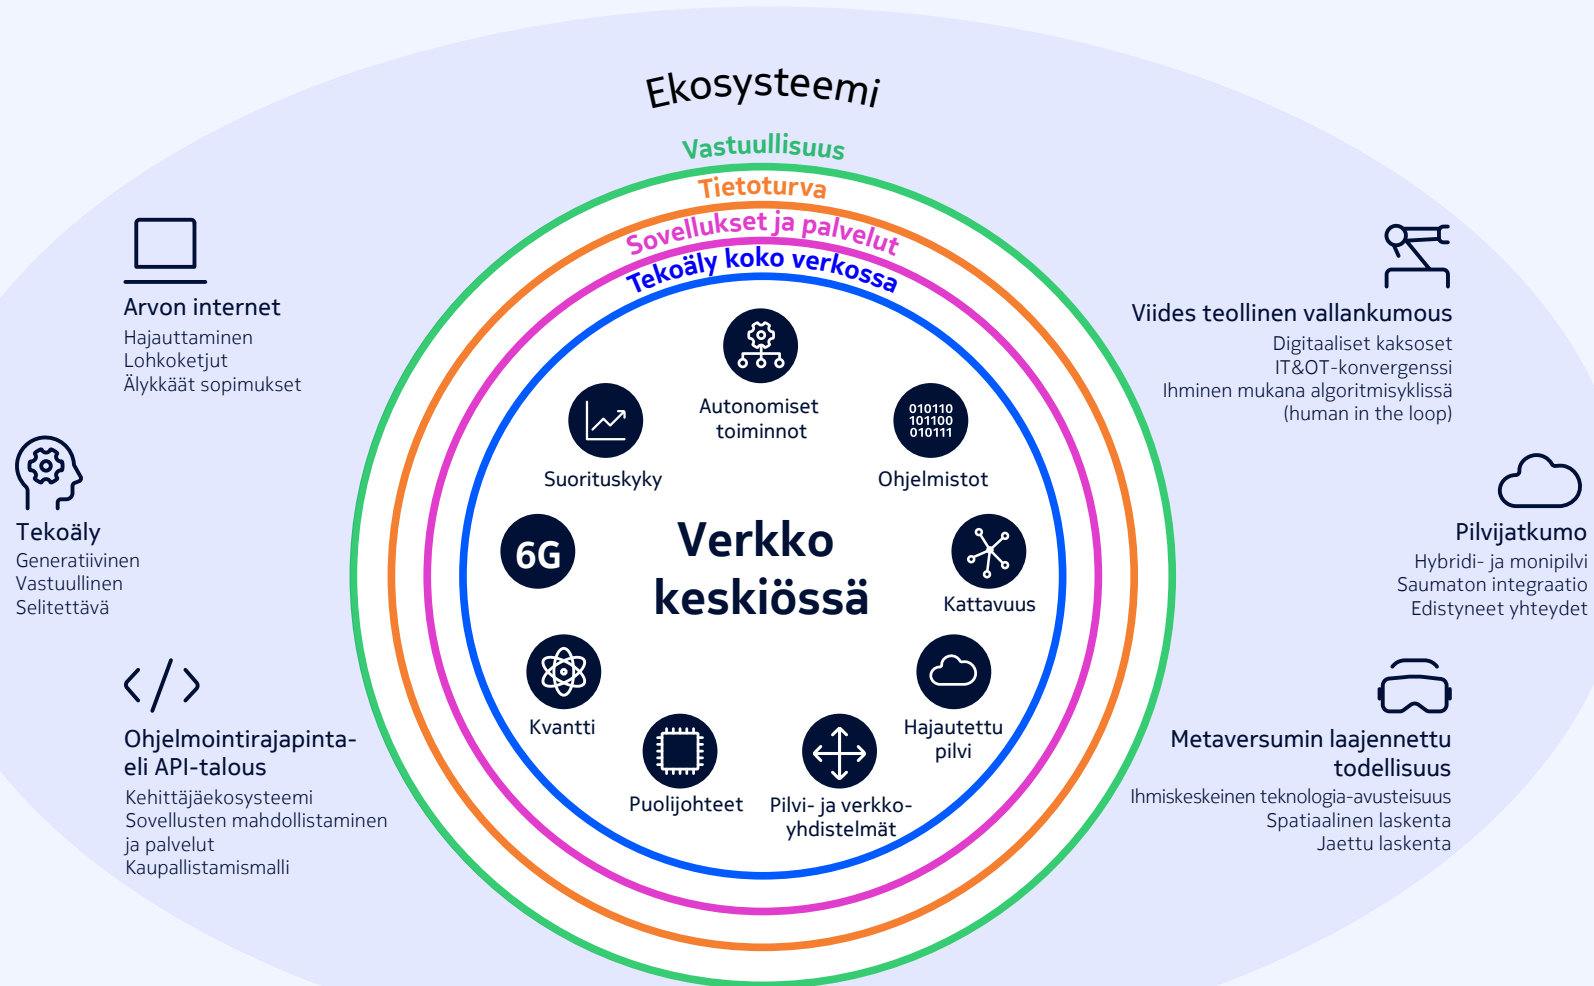 Ekosysteemi
Vastuullisuus
Tietoturva
Sovellukset ja palvelut
Tekoäly koko verkossa
Arvon internet
Hajauttaminen
Lohkoketjut
Älykkäät sopimukset
Tekoäly
Generatiivinen
Vastuullinen
Selitettävä
Ohjelmointirajapinta-
eli API-talous
Kehittäjäekosysteemi
Sovellusten mahdollistaminen
ja palvelut
Kaupallistamismalli
Autonomiset
toiminnot
Suorituskyky
010110
101100
010111
Ohjelmistot
Verkko
keskiössä
6G
Kattavuus
Kvantti
Hajautettu
pilvi
Puolijohteet
Pilvi- ja verkko-
yhdistelmät
Viides teollinen vallankumous
Digitaaliset kaksoset
IT&OT-konvergenssi
Ihminen mukana algoritmisyklissä
(human in the loop)
Pilvijatkumo
Hybridi- ja monipilvi
Saumaton integraatio
Edistyneet yhteydet
Metaversumin laajennettu
todellisuus
Ihmiskeskeinen teknologia-avusteisuus
Spatiaalinen laskenta
Jaettu laskenta